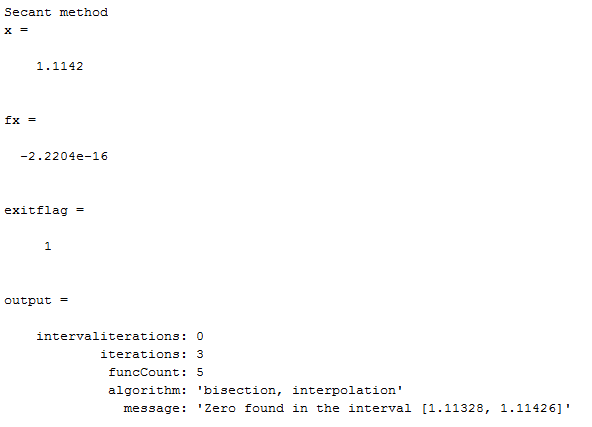 Secant method
x =
1.1142
fx =
-2.2204e-16
exitflag =
1
output =
intervaliterations: 0
iterations: 3
funcCount: 5
algorithm: 'bisection, interpolation'
message: 'Zero found in the interval [1.11328, 1.11426]'